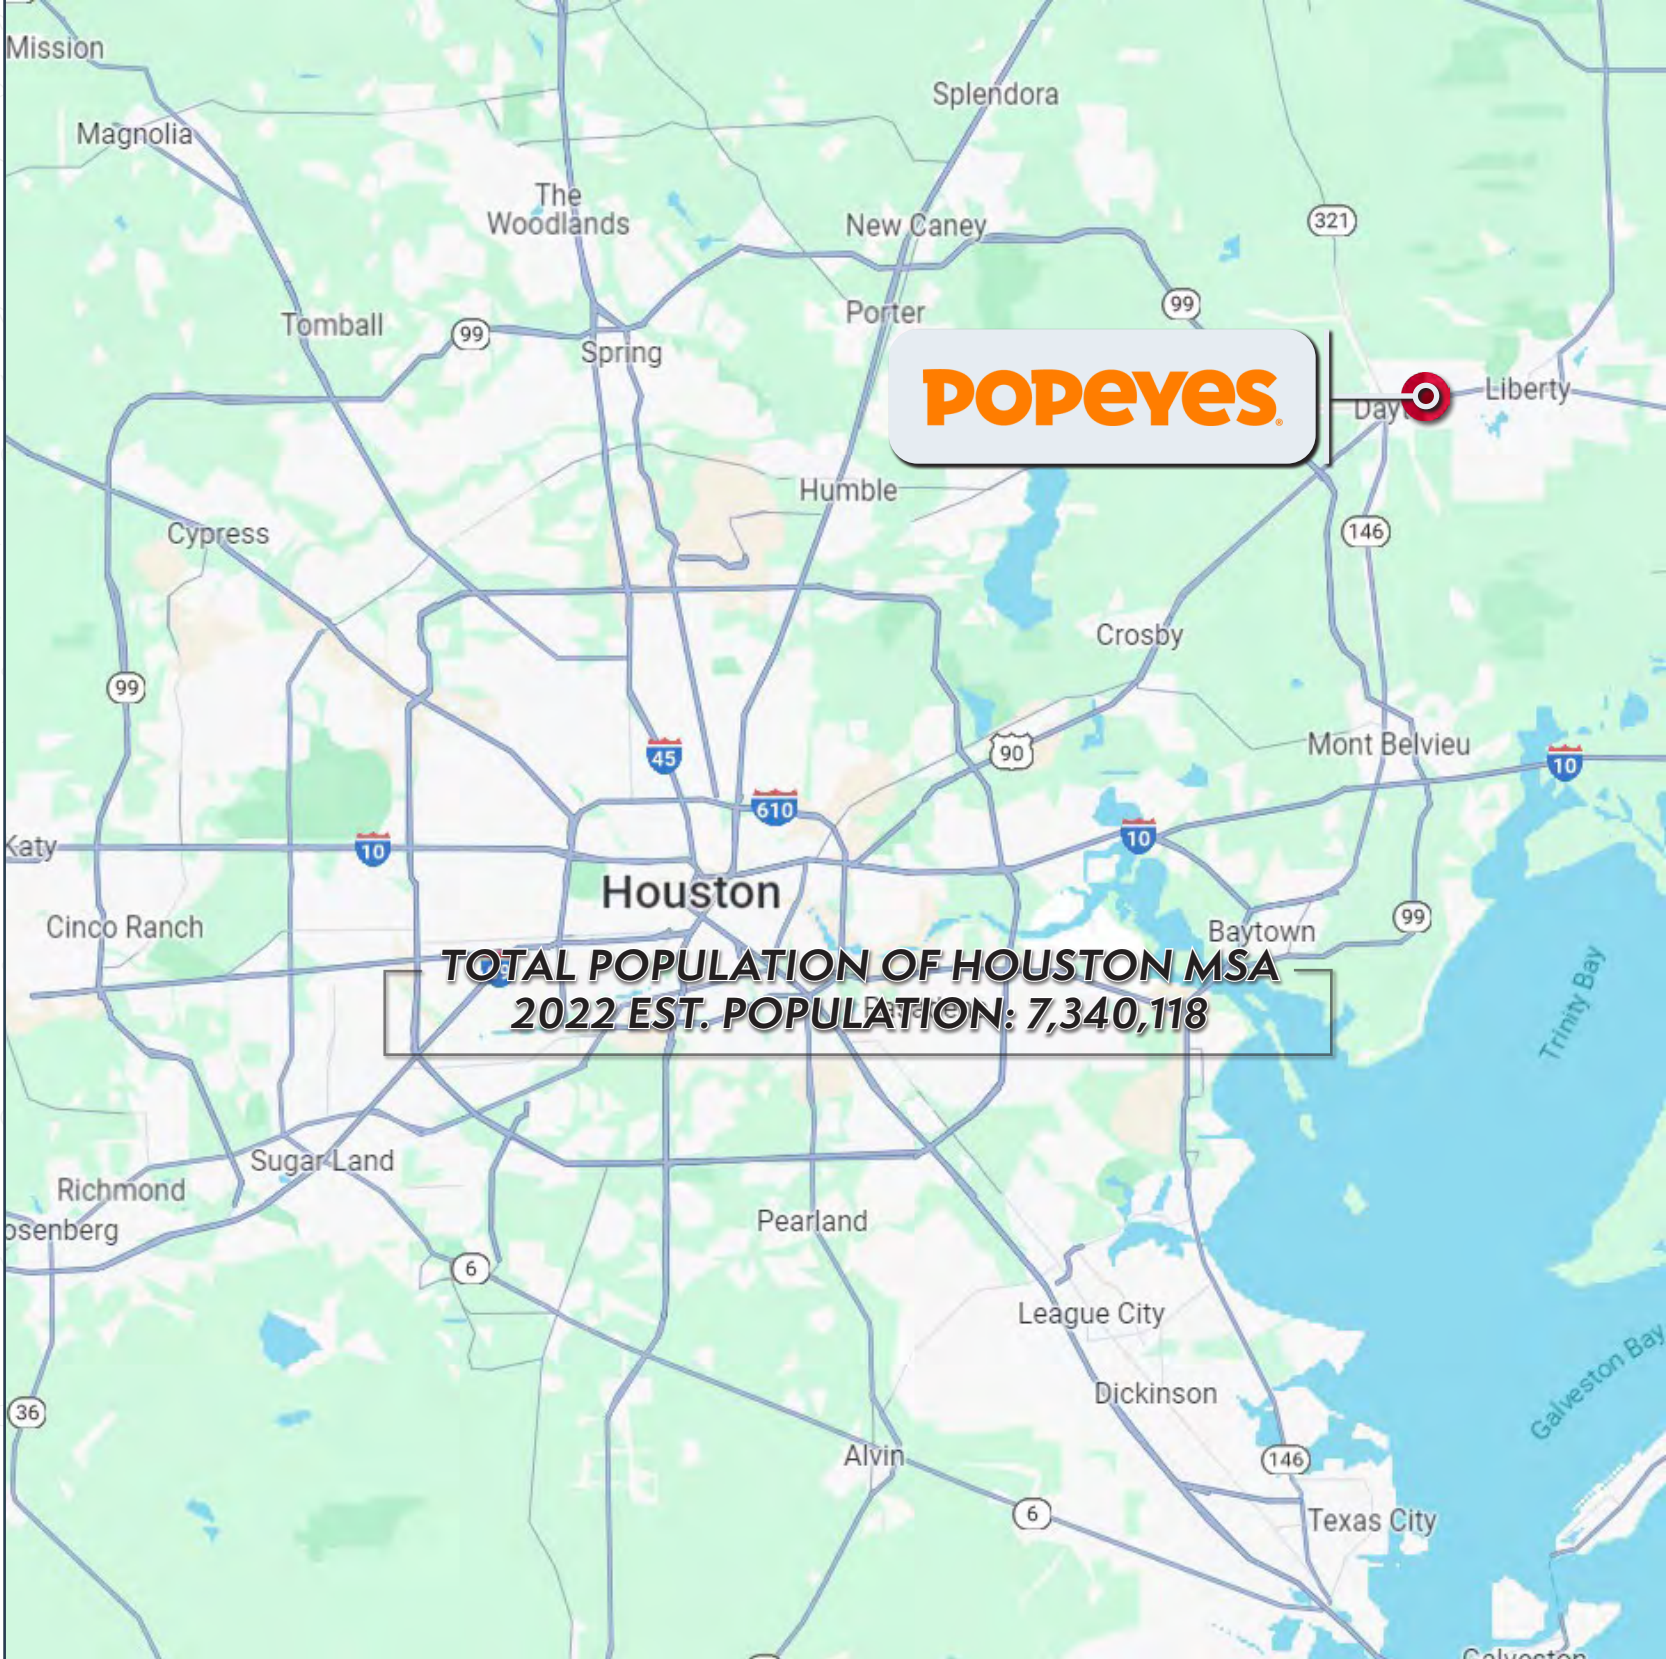 Mission
Splendora
Magnolia
The
Woodlands
New Caney
321
99
Porter
Tomball
99
Spring
POPEYES®
Liberty
Humble
Cypress
146
Crosby
99
45
90
Mont Belvieu
10
610
10
10
Katy
Houston
Cinco Ranch
99
Baytown
TOTAL POPULATION OF HOUSTON MSA
2022 EST. POPULATION: 7,340,118
Trinity Bay
Sugar Land
Richmond
osenberg
Pearland
6
League City
Galveston Bay
Dickinson
36
Alvin
146
6
Texas City